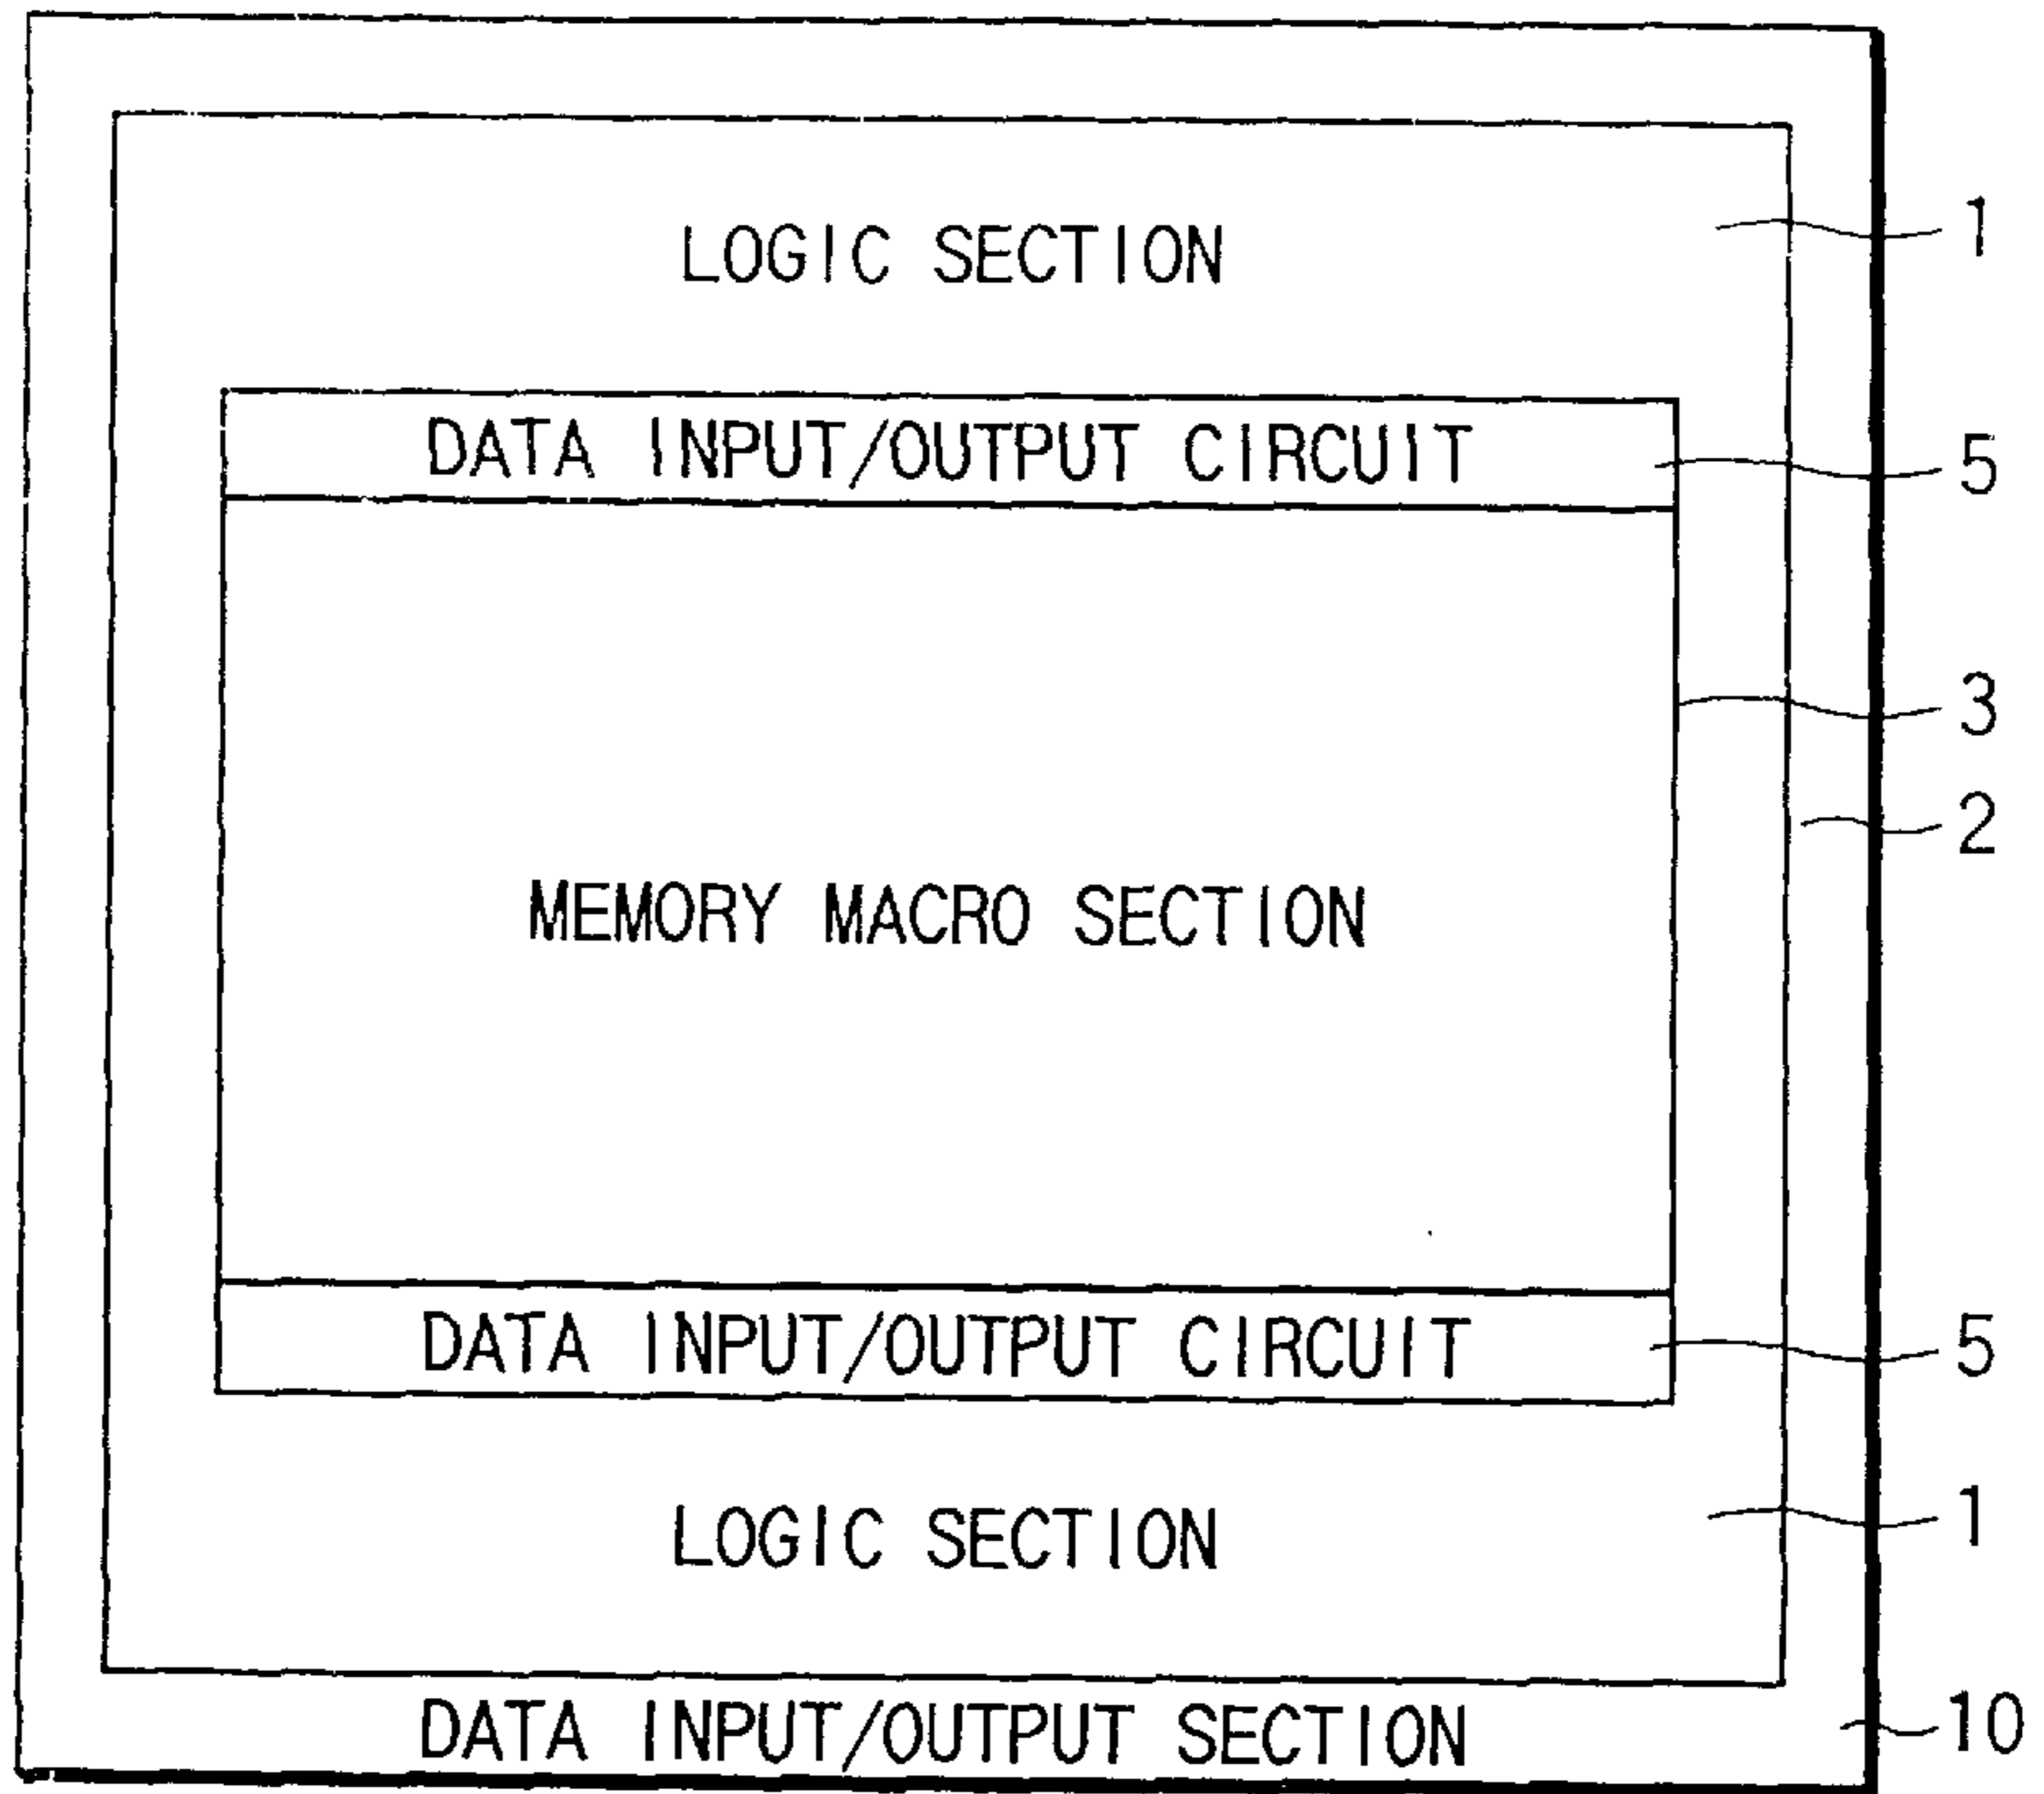 LOGIC SECTION 1
DATA INPUT/OUTPUT CIRCUIT 5
3
2
MEMORY MACRO SECTION
DATA INPUT/OUTPUT CIRCUIT 5
LOGIC SECTION 1
DATA INPUT/OUTPUT SECTION 10